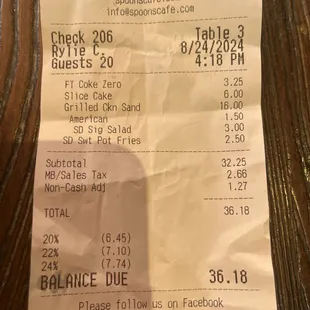 info@spoonscafe.com
Check 206 Table 3
Rylie C. 8/24/2024
Guests 20 4:18 PM
FT Coke Zero 3.25
Slice Cake 6.00
Grilled Ckn Sand 16.00
American 1.50
SD Sig Salad 3.00
SD Swt Pot Fries 2.50
Subtotal 32.25
MB/Sales Tax 2.66
Non-Cash Adj 1.27
TOTAL 36.18
20% (6.45)
22% (7.10)
24% (7.74)
BALANCE DUE 36.18
Please follow us on Facebook